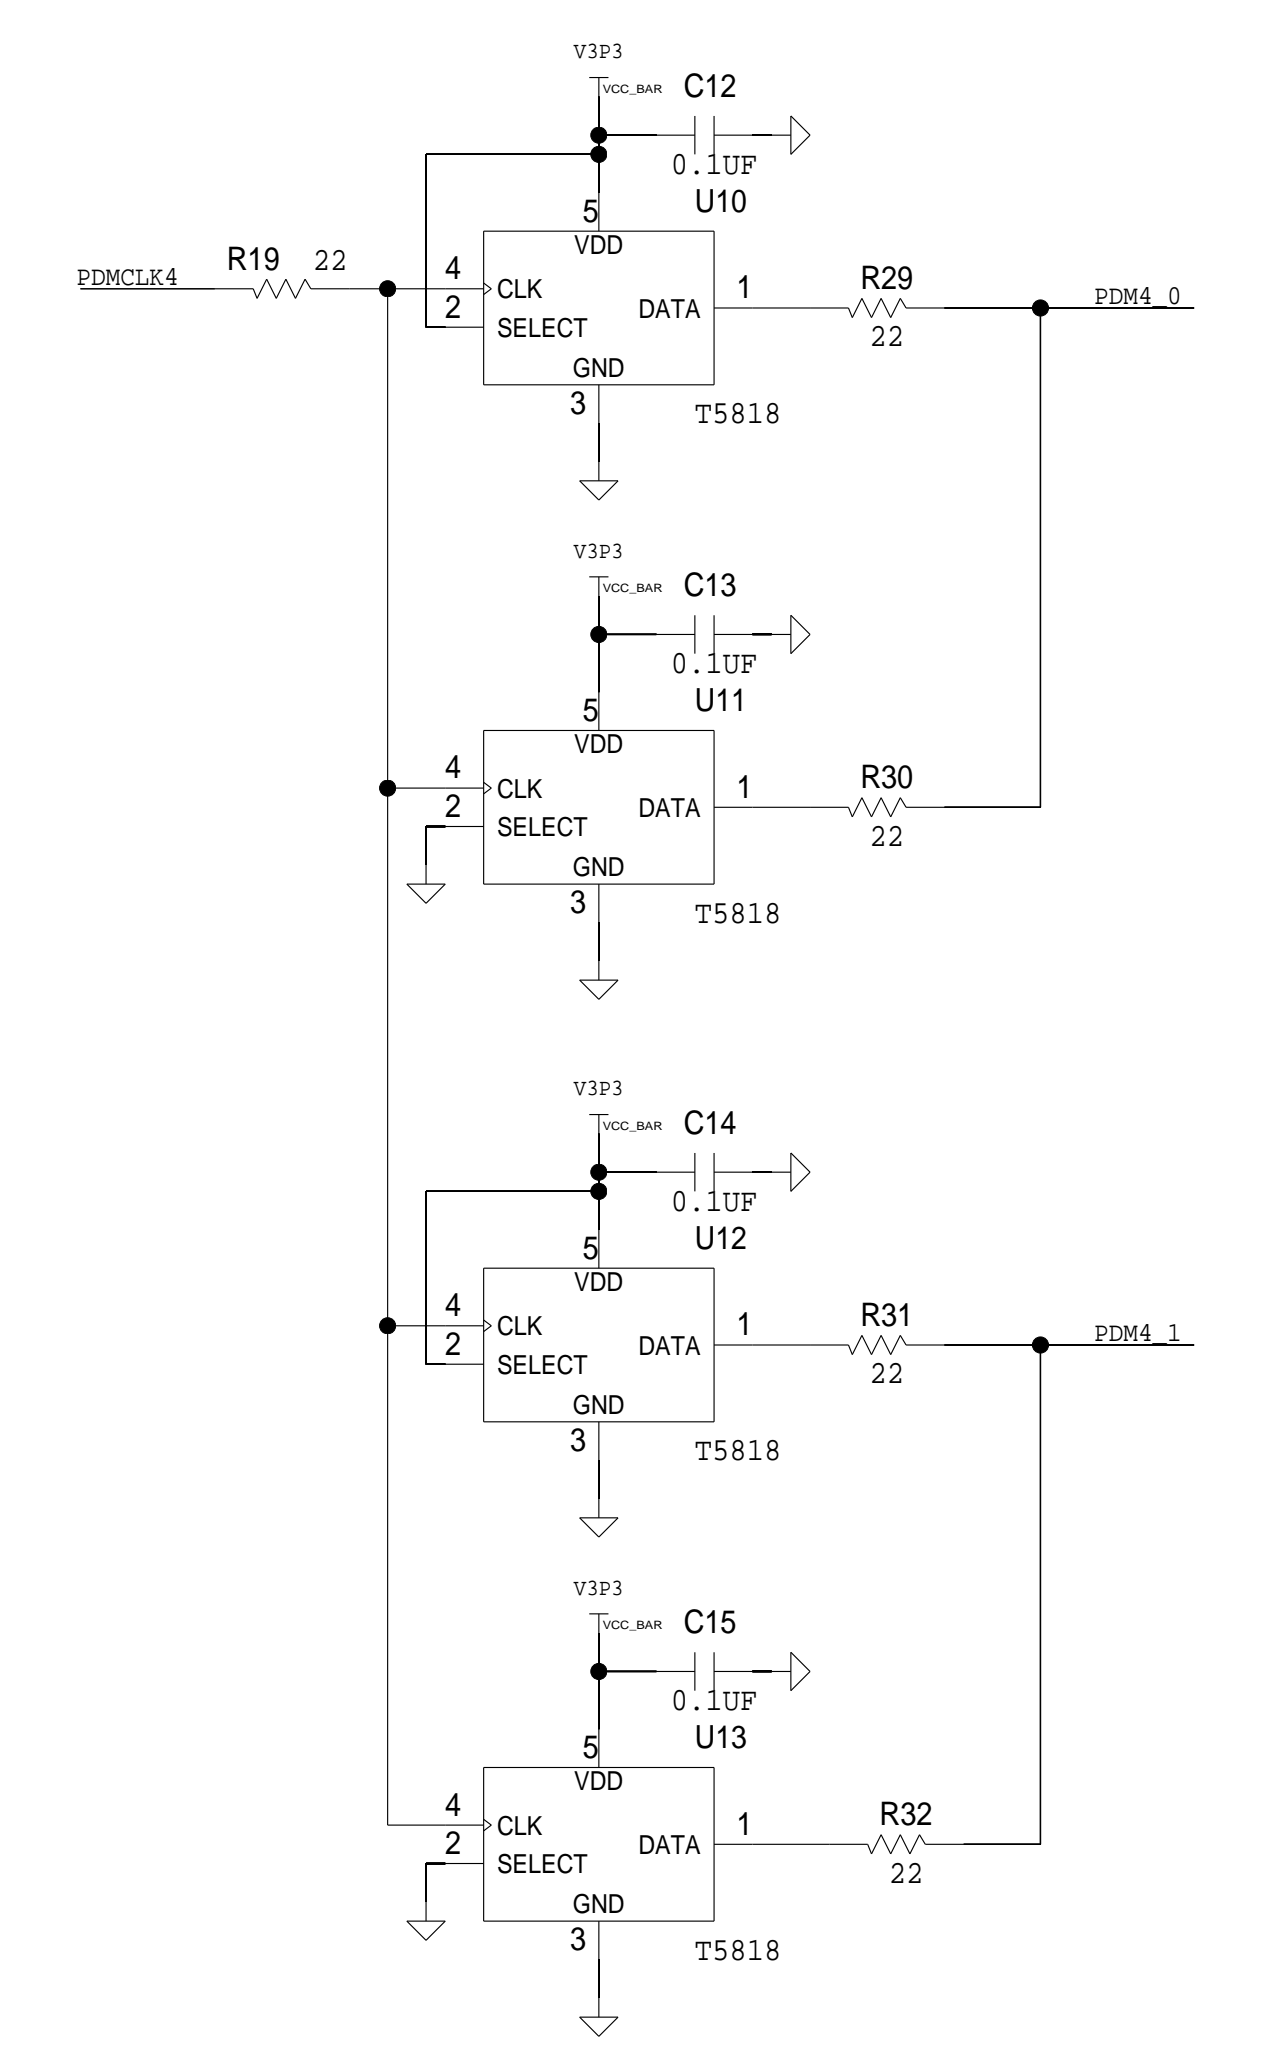 V3P3
VCC_BAR
C12
0.1UF
U10
5
VDD
R19 22
PDMCLK4
4
CLK
2
SELECT
DATA
1
R29
22
PDM4_0
GND
3
T5818
V3P3
VCC_BAR
C13
0.1UF
U11
5
VDD
4
CLK
2
SELECT
DATA
1
R30
22
GND
3
T5818
V3P3
VCC_BAR
C14
0.1UF
U12
5
VDD
4
CLK
2
SELECT
DATA
1
R31
22
PDM4_1
GND
3
T5818
V3P3
VCC_BAR
C15
0.1UF
U13
5
VDD
4
CLK
2
SELECT
DATA
1
R32
22
GND
3
T5818